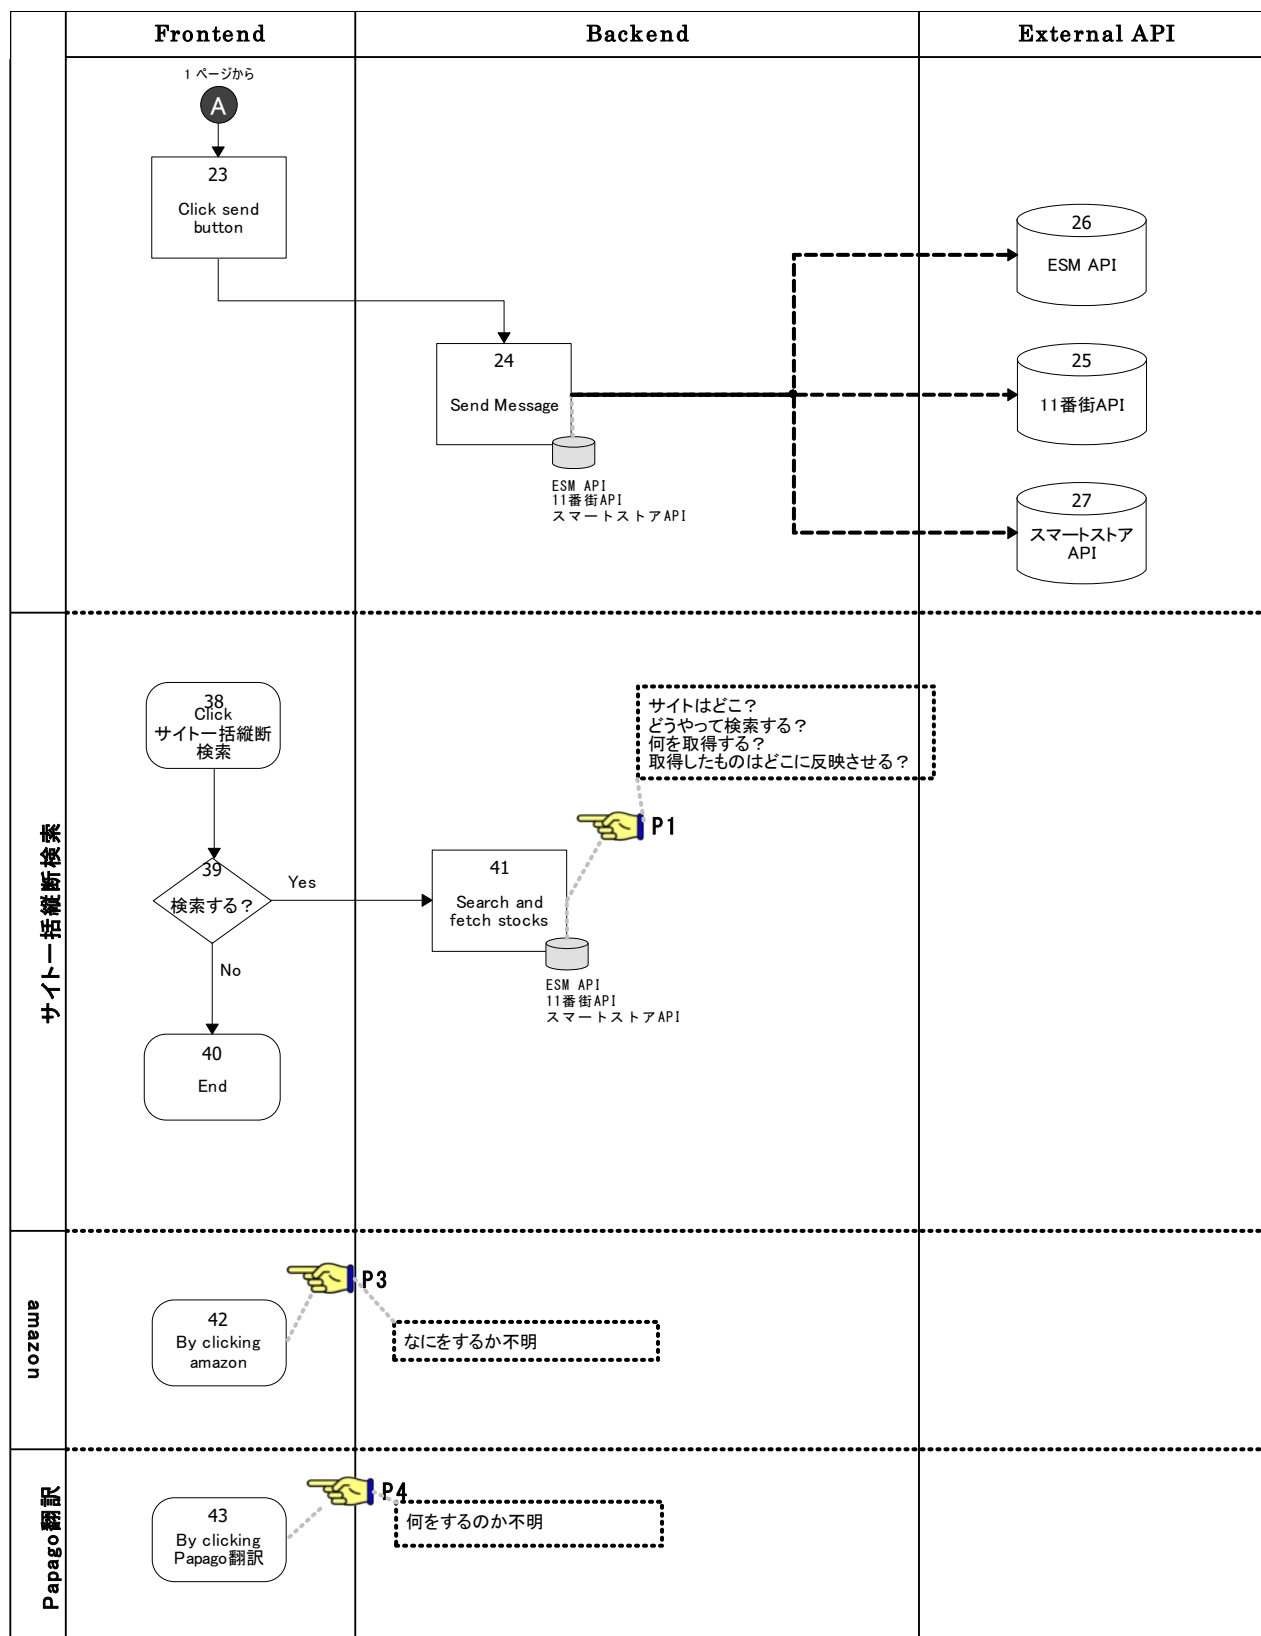 Frontend
Backend
External API
1 ページから
A
23
Click send
button
24
Send Message
ESM API
11番街API
スマートストアAPI
26
ESM API
25
11番街API
27
スマートストア
API
サイト一括縦断検索
38
Click
サイト一括縦断
検索
39
検索する?
Yes
No
40
End
41
Search and
fetch stocks
ESM API
11番街API
スマートストアAPI
サイトはどこ?
どうやって検索する?
何を取得する?
取得したものはどこに反映させる?
P1
amazon
42
By clicking
amazon
P3
なにをするか不明
Papago翻訳
43
By clicking
Papago翻訳
P4
何をするのか不明